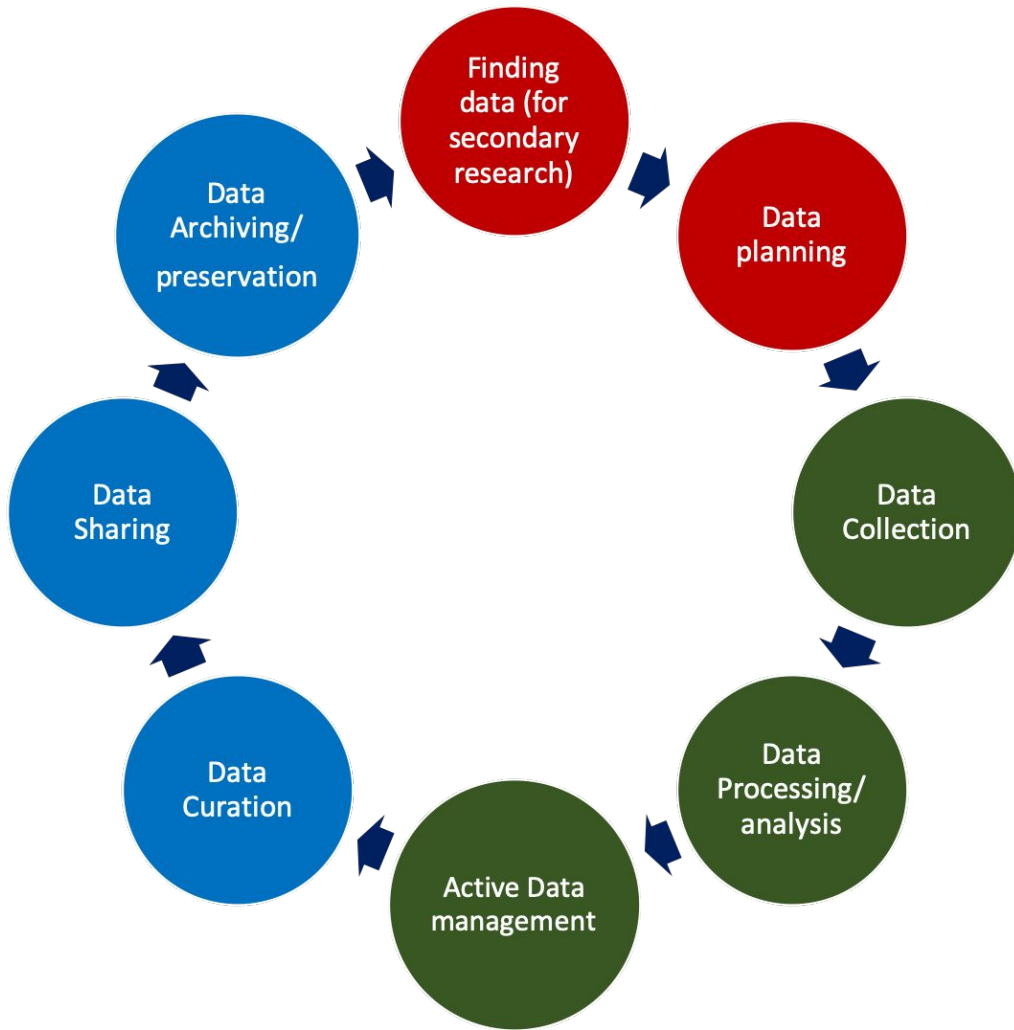 Finding
data (for
secondary
research)
Data
planning
Data
Collection
Data
Processing/
analysis
Active Data
management
Data
Curation
Data
Sharing
Data
Archiving/
preservation